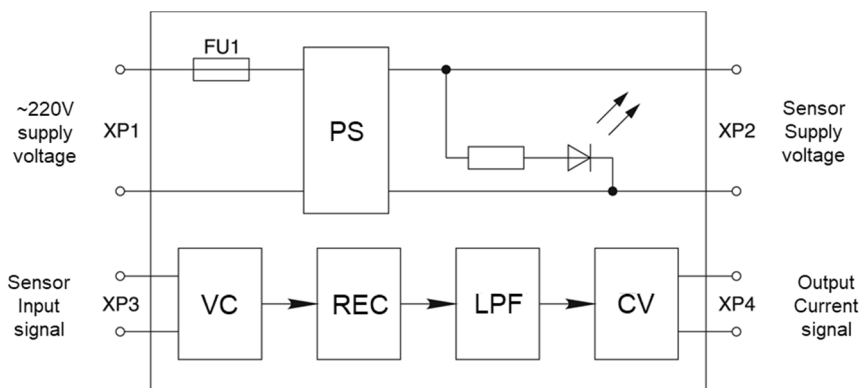 FU1
~220V
supply
voltage
XP1
PS
XP2
Sensor
Supply
voltage
Sensor
Input
signal
XP3
VC
REC
LPF
CV
XP4
Output
Current
signal